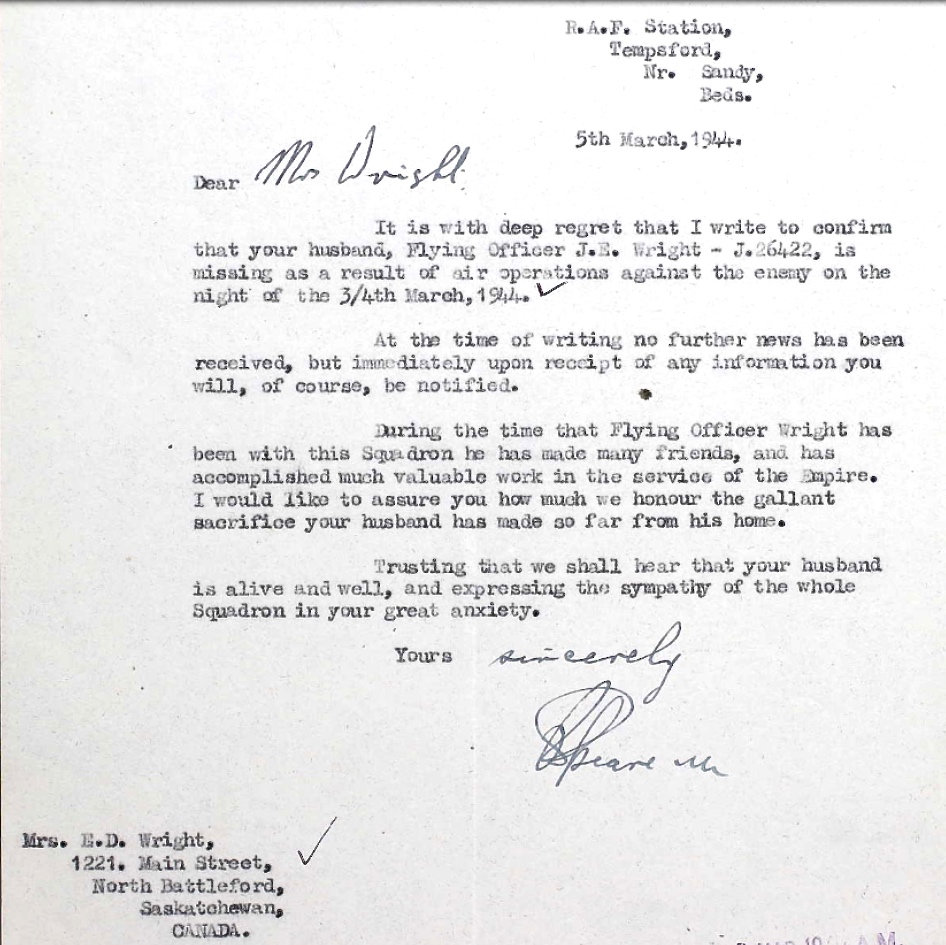 R.A.F. Station,
Tempsford,
Nr. Sandy,
Beds.
5th March, 1944.
Dear Mrs Wright
It is with deep regret that I write to confirm
that your husband, Flying Officer J.E. Wright - J.26422, is
missing as a result of air operations against the enemy on the
night of the 3/4th March, 1944.
At the time of writing no further news has been
received, but immediately upon receipt of any information you
will, of course, be notified.
During the time that Flying Officer Wright has
been with this Squadron he has made many friends, and has
accomplished much valuable work in the service of the Empire.
I would like to assure you how much we honour the gallant
sacrifice your husband has made so far from his home.
Trusting that we shall hear that your husband
is alive and well, and expressing the sympathy of the whole
Squadron in your great anxiety.
Yours sincerely
Mrs. E.D. Wright,
1221. Main Street,
North Battleford,
Saskatchewan,
CANADA.